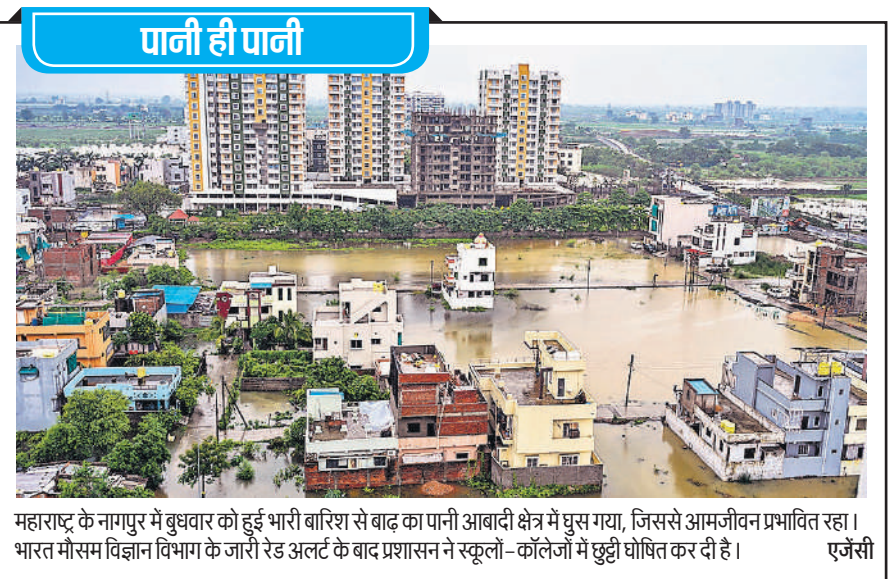 पानी ही पानी
महाराष्ट्र के नागपुर में बुधवार को हुई भारी बारिश से बाढ़ का पानी आबादी क्षेत्र में घुस गया, जिससे आमजीवन प्रभावित रहा।
भारत मौसम विज्ञान विभाग के जारी रेड अलर्ट के बाद प्रशासन ने स्कूलों-कॉलेजों में छुट्टी घोषित कर दी है। एजेंसी